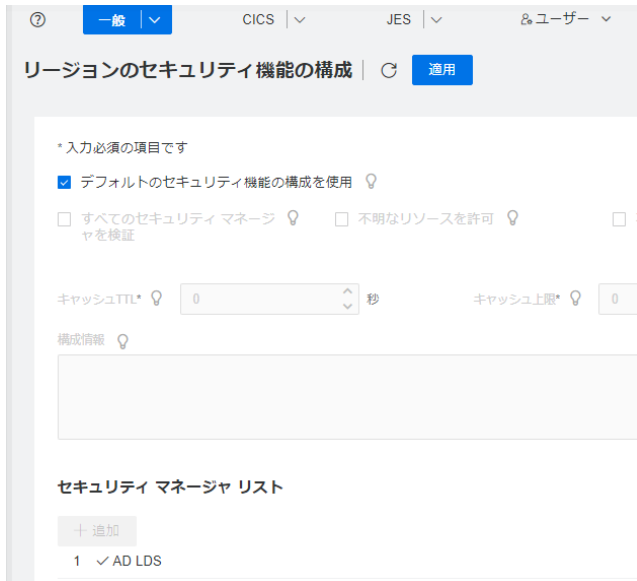 一般 CICS JES ユーザー
リージョンのセキュリティ機能の構成 適用
*入力必須の項目です
デフォルトのセキュリティ機能の構成を使用
すべてのセキュリティ マネージ 不明なリソースを許可
ャを検証
キャッシュTTL* 0 秒 キャッシュ上限* 0
構成情報
セキュリティ マネージャ リスト
+ 追加
1 AD LDS